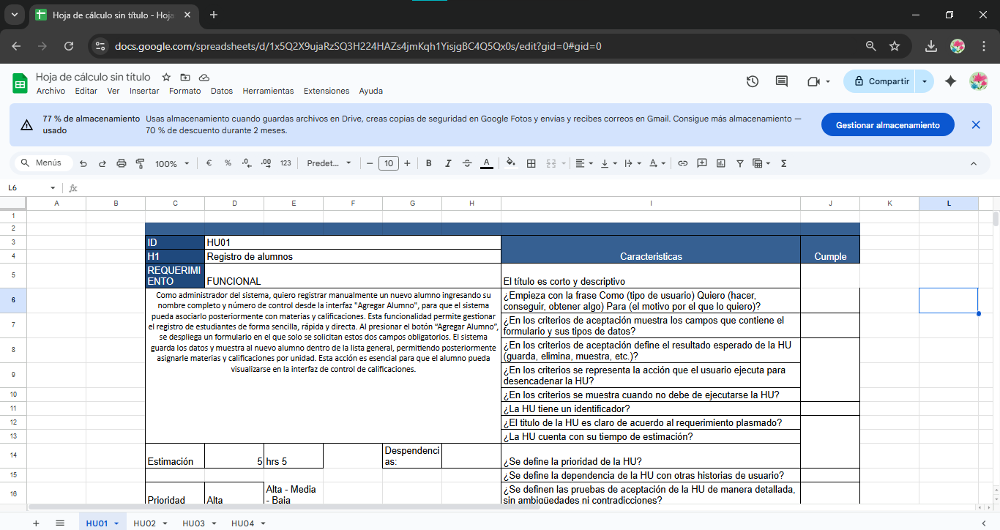 Hoja de cálculo sin título - Hoja
docs.google.com/spreadsheets/d/1x5Q2X9ujaRzSQ3H224HAZs4jmKqh1YisjgBC4Q5Qx0s/edit?gid=0#gid=0
Hoja de cálculo sin título
Archivo Editar Ver Insertar Formato Datos Herramientas Extensiones Ayuda
Compartir
77 % de almacenamiento usado
Usas almacenamiento cuando guardas archivos en Drive, creas copias de seguridad en Google Fotos y envías y recibes correos en Gmail. Consigue más almacenamiento —
70 % de descuento durante 2 meses.
Gestionar almacenamiento
Menús 100% € % .0 .00 123 Predet... − 10 + B I S A Σ
L6 fx
A B C D E F G H I J K L
1
2
3 ID HU01
4 H1 Registro de alumnos Caracteristicas Cumple
5 REQUERIMI
ENTO FUNCIONAL El título es corto y descriptivo
6
Como administrador del sistema, quiero registrar manualmente un nuevo alumno ingresando su
nombre completo y número de control desde la interfaz "Agregar Alumno", para que el sistema
pueda asociarlo posteriormente con materias y calificaciones. Esta funcionalidad permite gestionar
el registro de estudiantes de forma sencilla, rápida y directa. Al presionar el botón “Agregar Alumno”,
se despliega un formulario en el que solo se solicitan estos dos campos obligatorios. El sistema
guarda los datos y muestra al nuevo alumno dentro de la lista general, permitiendo posteriormente
asignarle materias y calificaciones por unidad. Esta acción es esencial para que el alumno pueda
visualizarse en la interfaz de control de calificaciones.
¿Empieza con la frase Como (tipo de usuario) Quiero (hacer,
conseguir, obtener algo) Para (el motivo por el que lo quiero)?
7 ¿En los criterios de aceptación muestra los campos que contiene el
formulario y sus tipos de datos?
8 ¿En los criterios de aceptación define el resultado esperado de la HU
(guarda, elimina, muestra, etc.)?
9 ¿En los criterios se representa la acción que el usuario ejecuta para
desencadenar la HU?
10 ¿En los criterios se muestra cuando no debe de ejecutarse la HU?
11 ¿La HU tiene un identificador?
12 ¿El titulo de la HU es claro de acuerdo al requerimiento plasmado?
13 ¿La HU cuenta con su tiempo de estimación?
14 Estimación 5 hrs 5 Despendenci
as: ¿Se define la prioridad de la HU?
15 ¿Se define la dependencia de la HU con otras historias de usuario?
16 Prioridad Alta Alta - Media
- Baja
¿Se definen las pruebas de aceptación de la HU de manera detallada,
sin ambigüedades ni contradicciones?
HU01 HU02 HU03 HU04